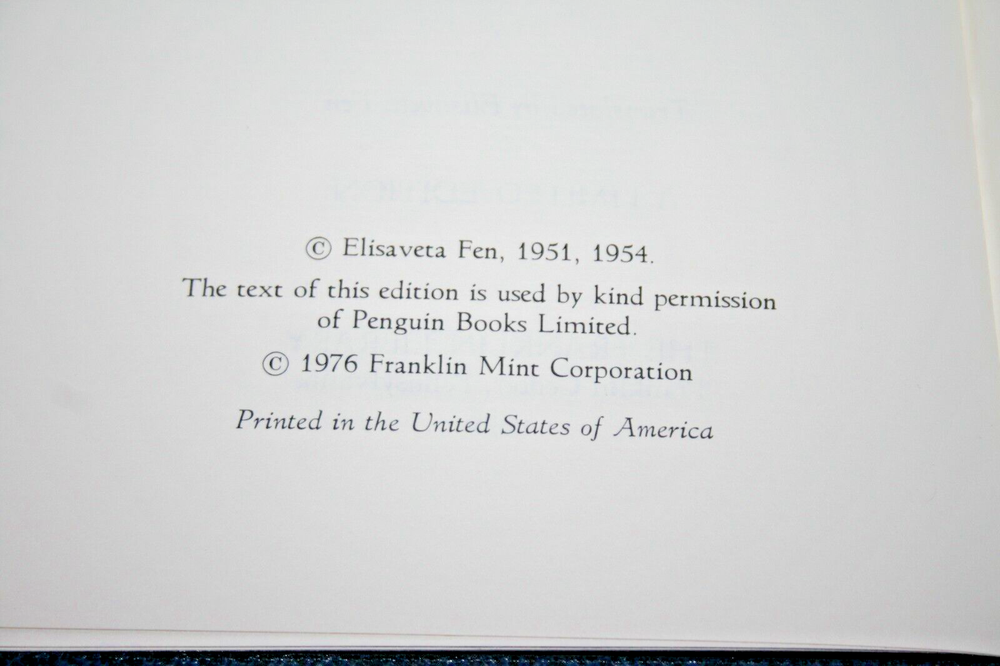 © Elisaveta Fen, 1951, 1954.
The text of this edition is used by kind permission
of Penguin Books Limited.
© 1976 Franklin Mint Corporation
Printed in the United States of America